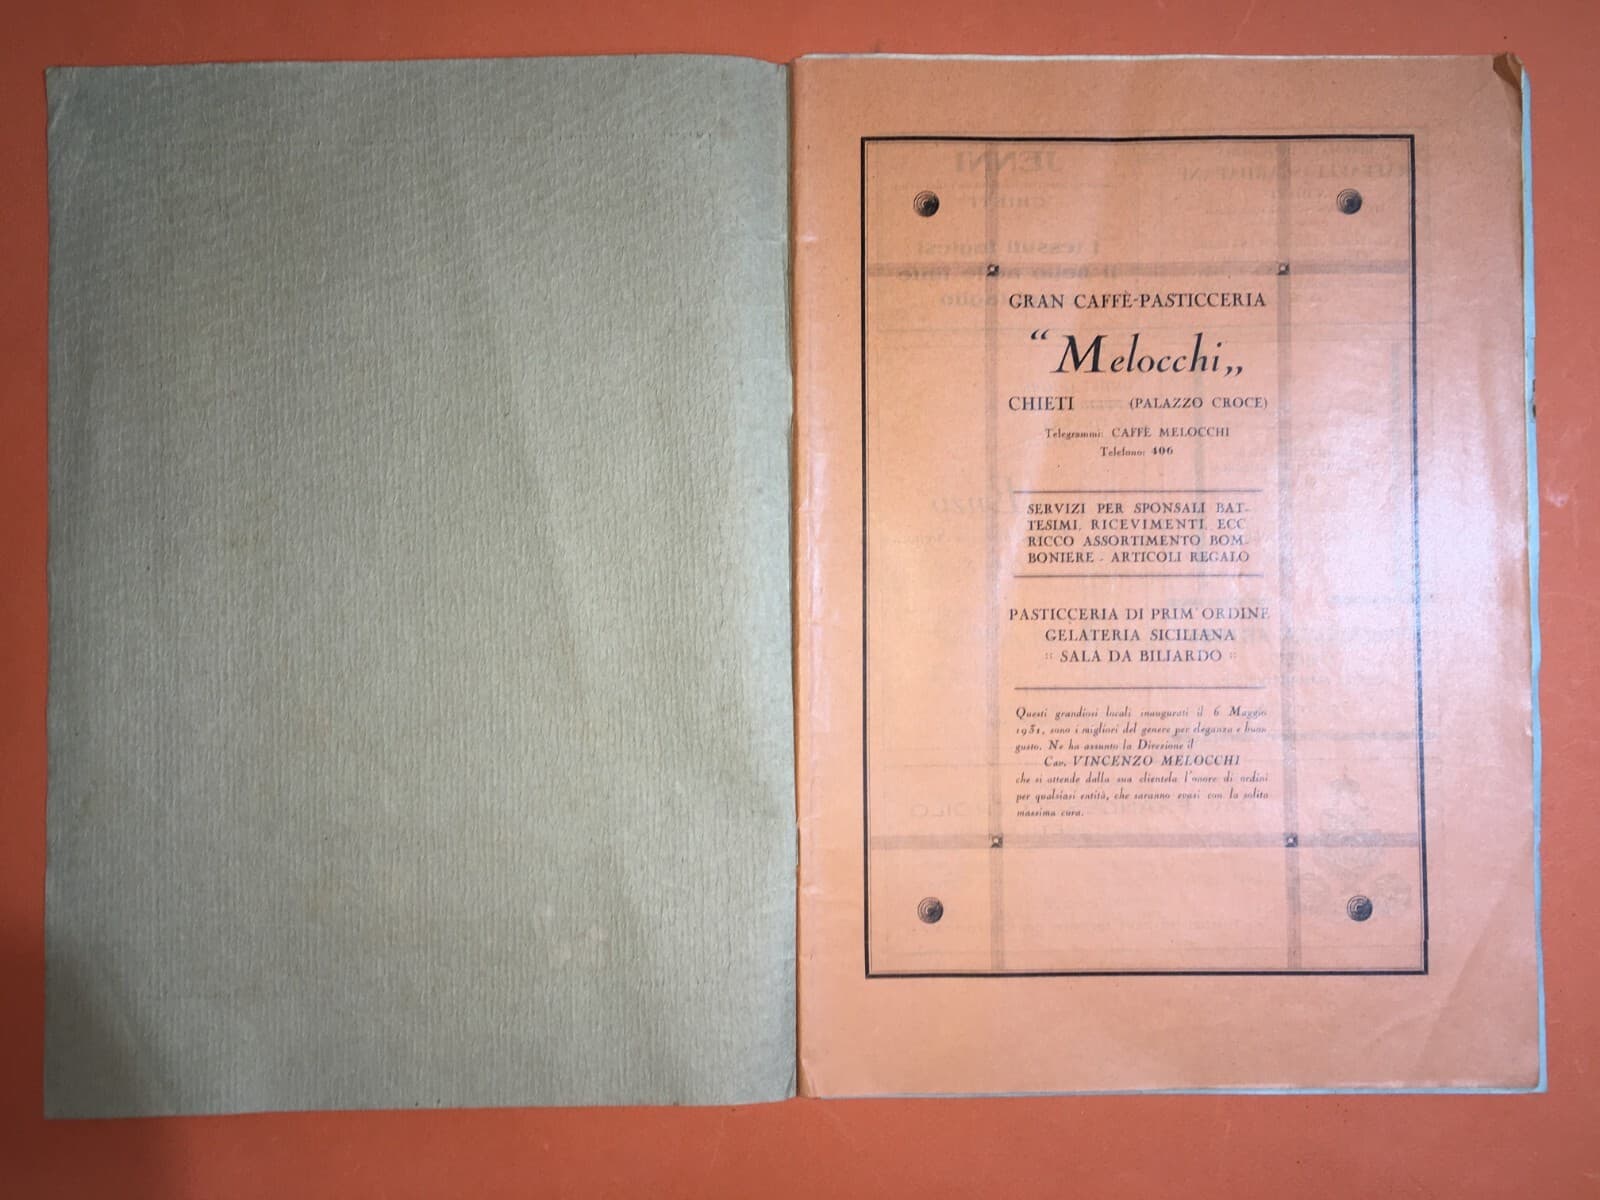 GRAN CAFFÈ-PASTICCERIA
“Melocchi„
CHIETI (PALAZZO CROCE)
Telegrammi: CAFFÈ MELOCCHI
Telefono: 406
SERVIZI PER SPONSALI BAT-
TESIMI, RICEVIMENTI, ECC
RICCO ASSORTIMENTO BOM-
BONIERE - ARTICOLI REGALO
PASTICCERIA DI PRIM'ORDINE
GELATERIA SICILIANA
:: SALA DA BILIARDO ::
Questi grandiosi locali inaugurati il 6 Maggio
1931, sono i migliori del genere per eleganza e buon
gusto. Ne ha assunto la Direzione il
Cav. VINCENZO MELOCCHI
che si attende dalla sua clientela l'onore di ordini
per qualsiasi entità, che saranno evasi con la solita
massima cura.
JENNI
CHIETI
I tessuti
Enzo